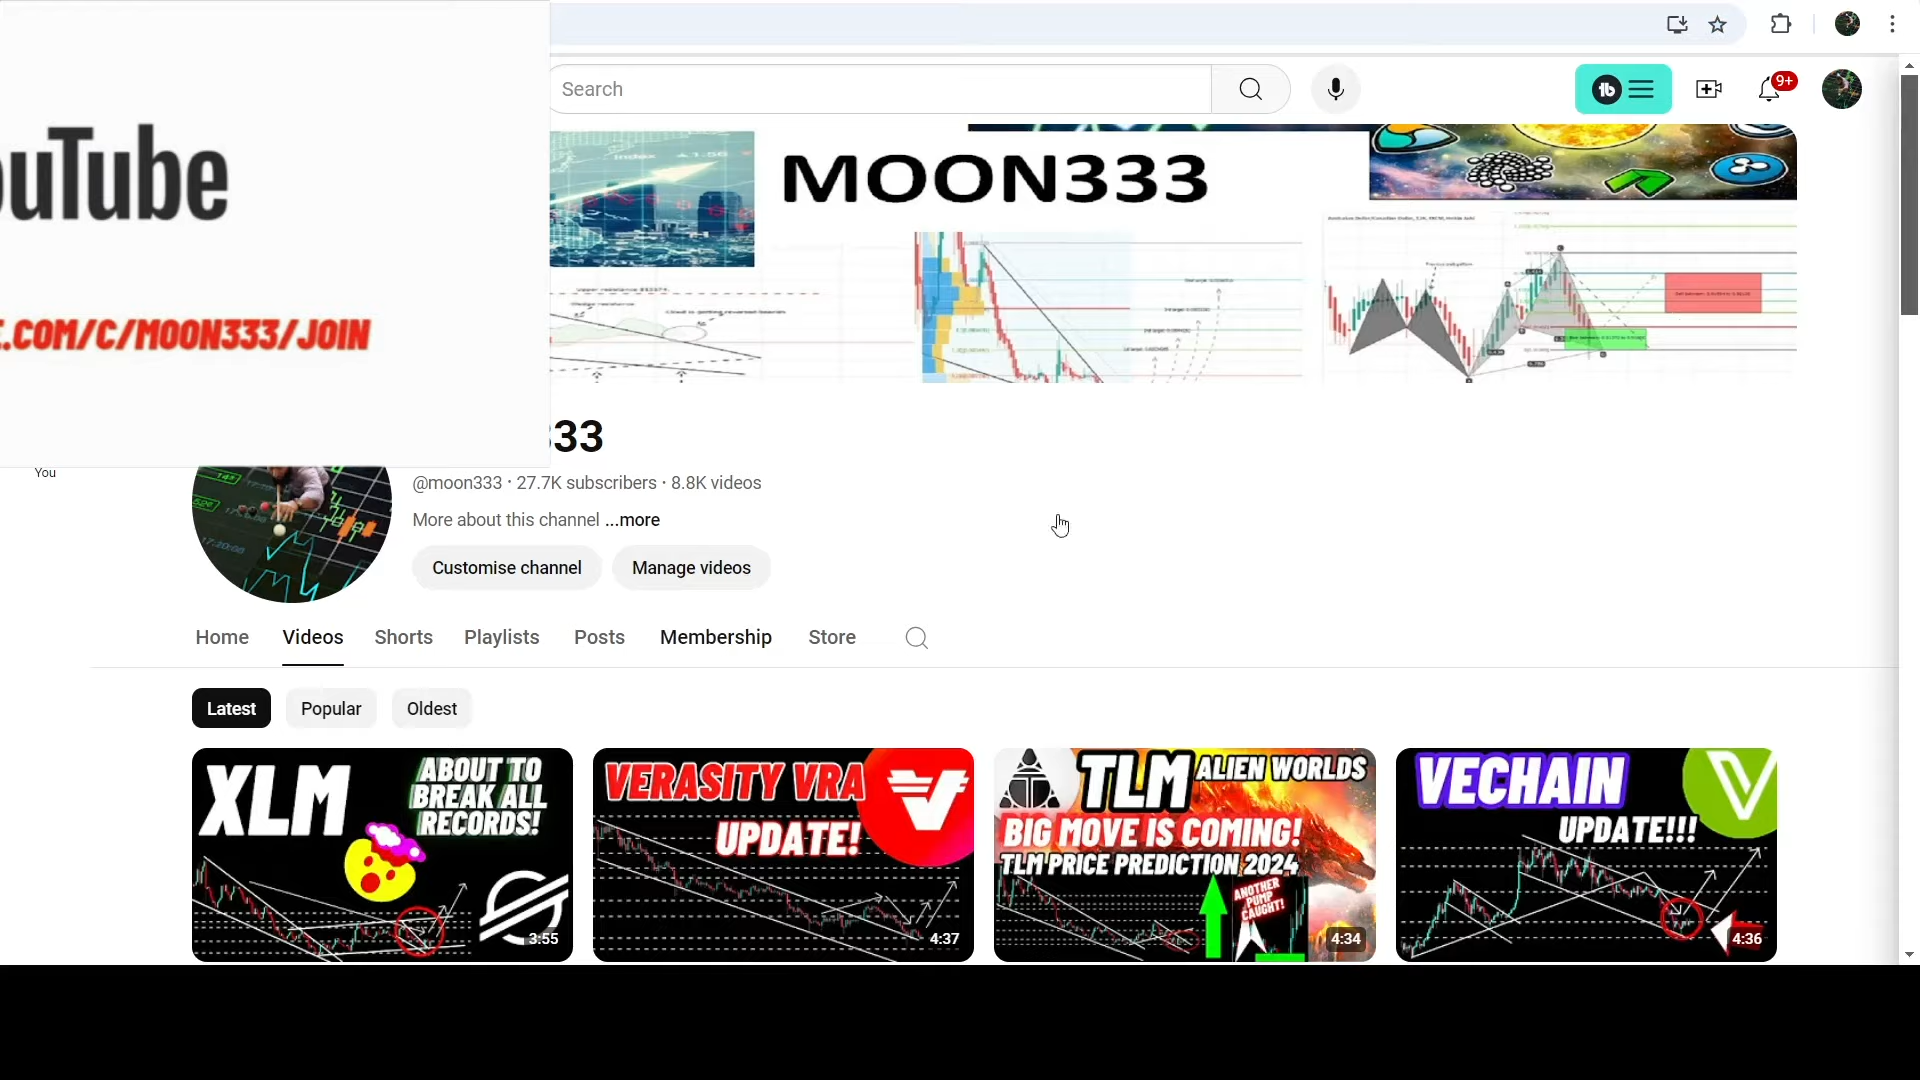 Search
9+
ouTube
E.COM/C/MOON333/JOIN
MOON333
333
You
@moon333 · 27.7K subscribers · 8.8K videos
More about this channel ...more
Customise channel
Manage videos
Home
Videos
Shorts
Playlists
Posts
Membership
Store
Latest
Popular
Oldest
XLM
ABOUT TO
BREAK ALL
RECORDS!
3:55
VERASITY VRA
UPDATE!
4:37
TLM ALIEN WORLDS
BIG MOVE IS COMING!
TLM PRICE PREDICTION 2024
ANOTHER
PUMP
CAUGHT!
4:34
VECHAIN
UPDATE!!!
4:36